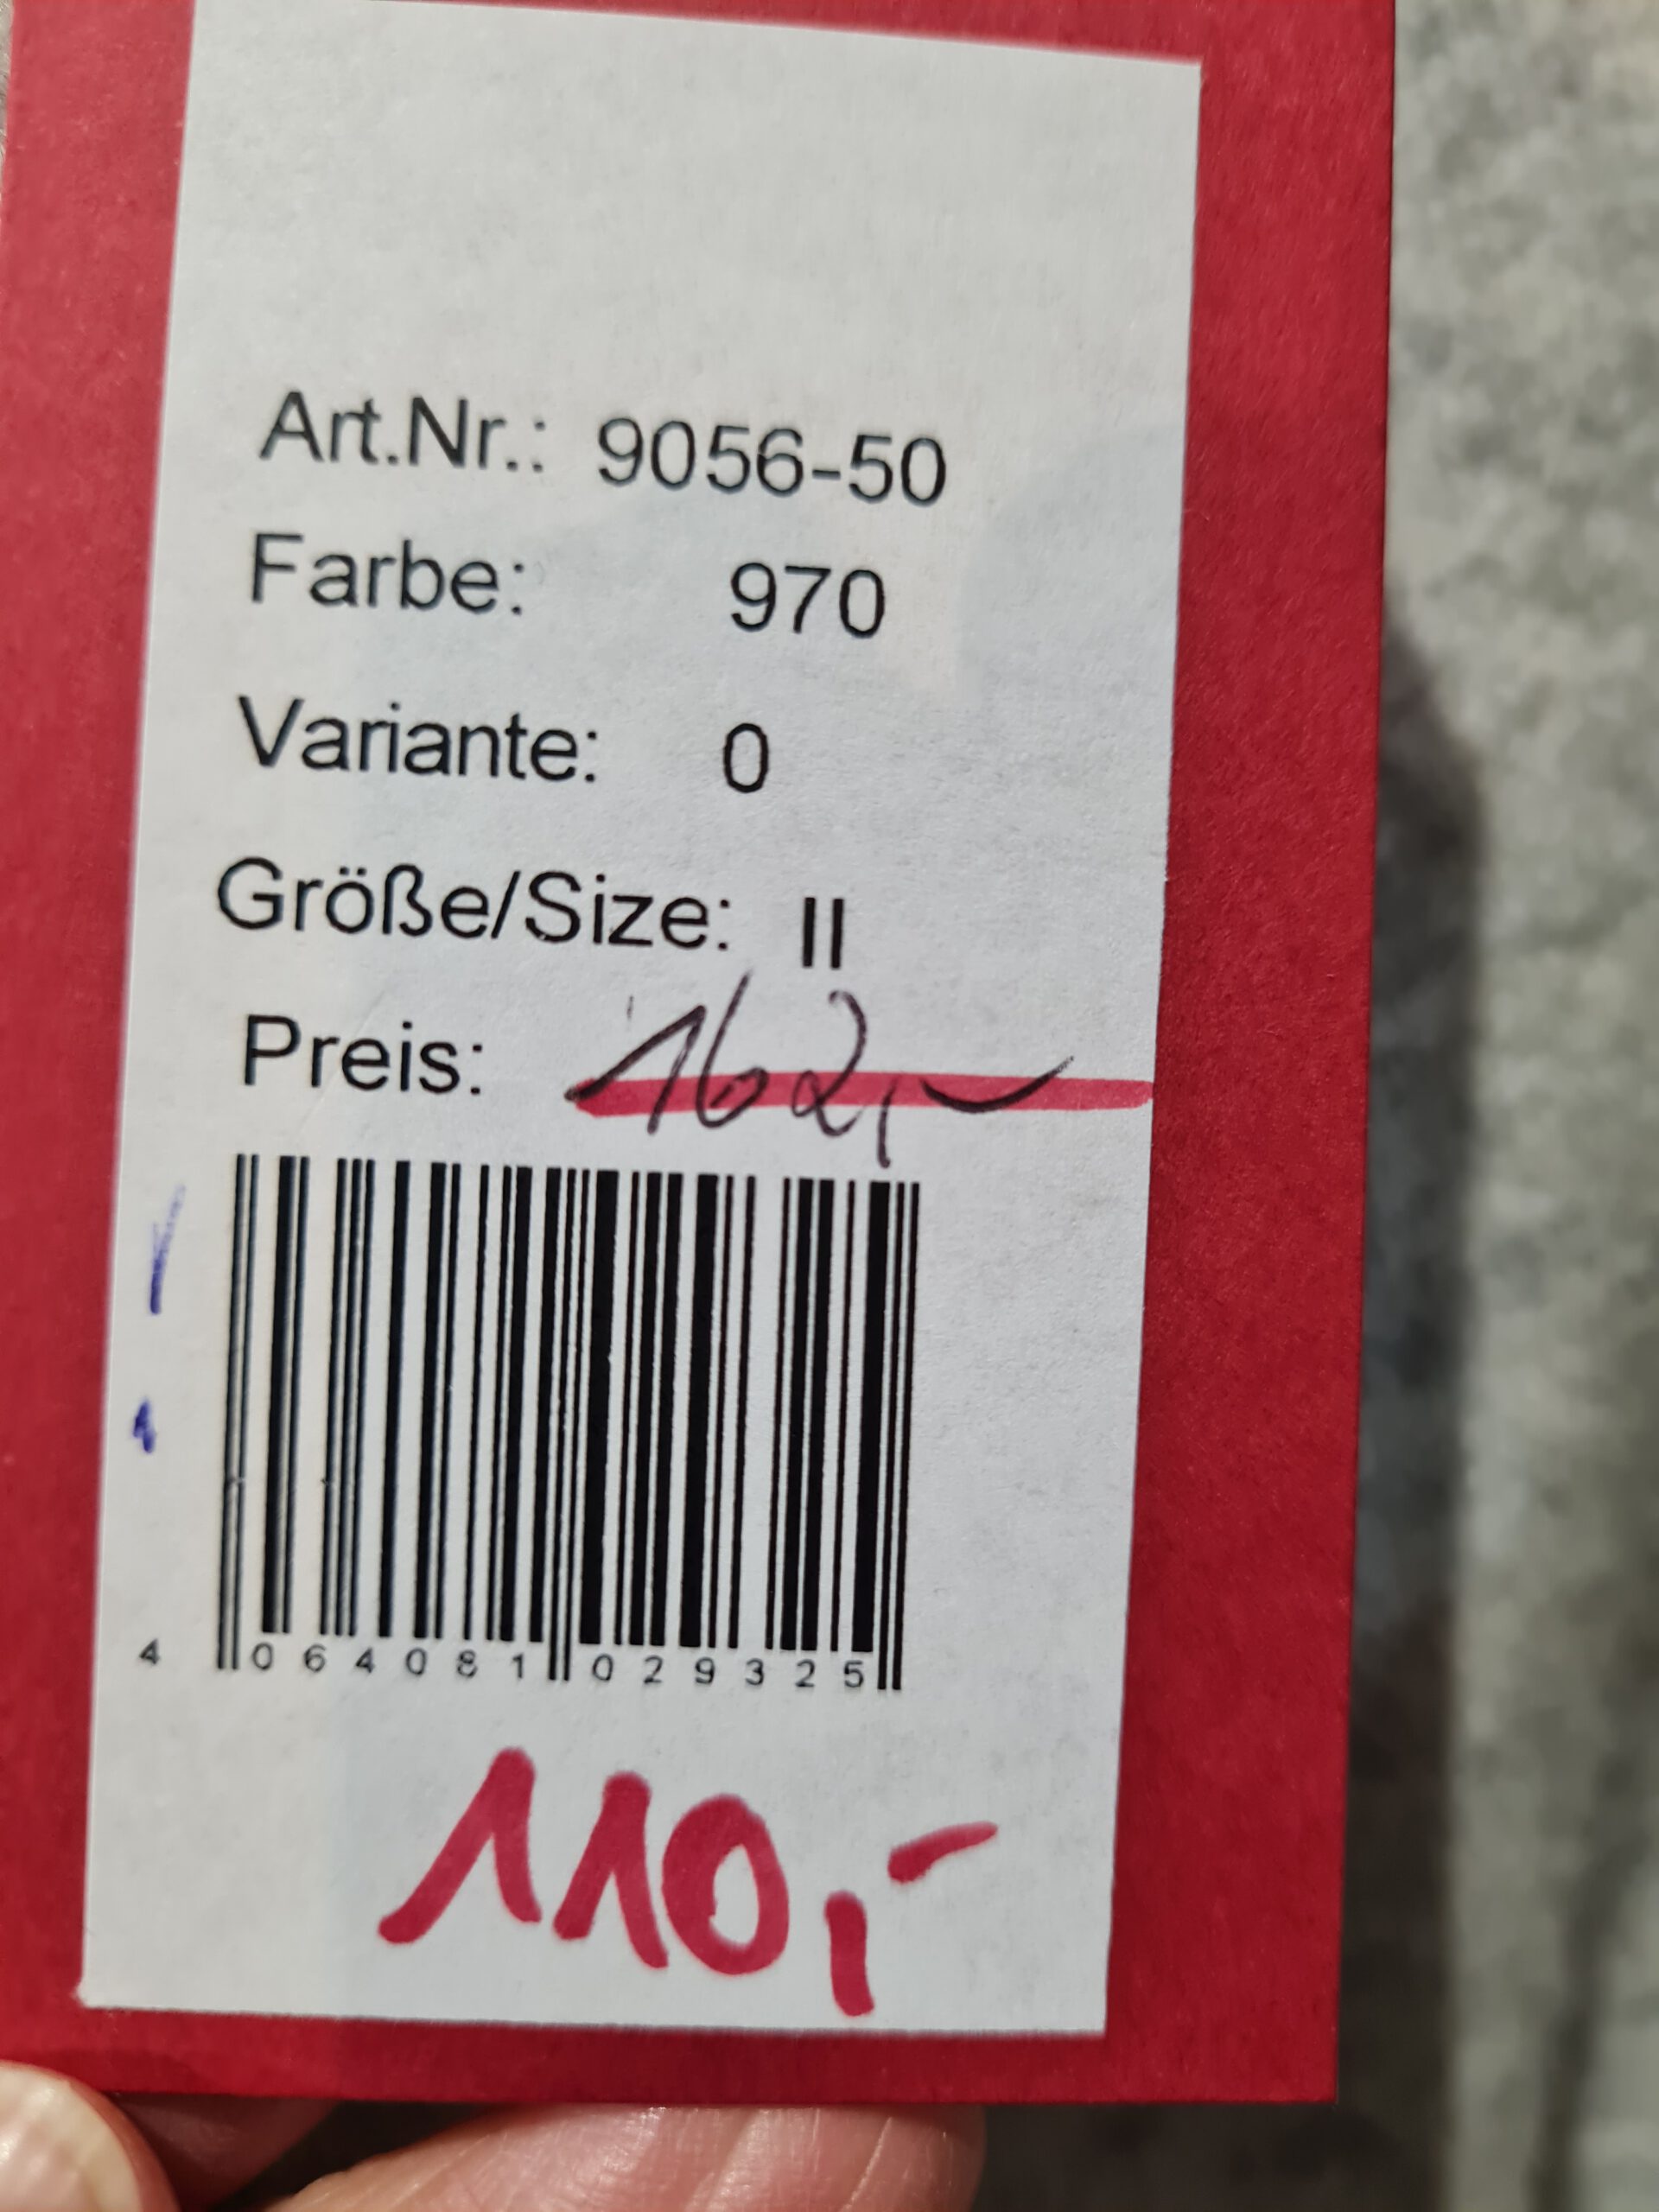 Art.Nr.: 9056-50
Farbe: 970
Variante: 0
Größe/Size: II
Preis: 162,-
4 064081 029325
110,-